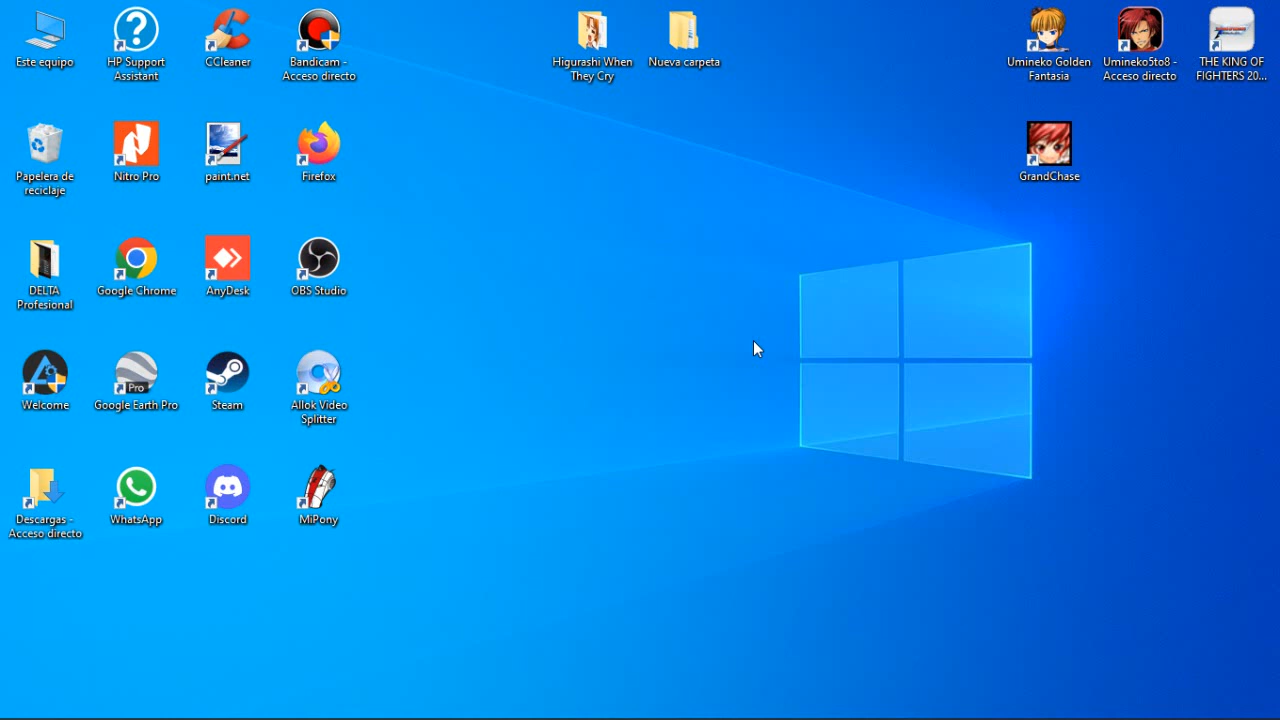 Este equipo
HP Support
Assistant
CCleaner
Bandicam -
Acceso directo
Higurashi When
They Cry
Nueva carpeta
Umineko Golden
Fantasia
Umineko5to8 -
Acceso directo
THE KING OF
FIGHTERS 20...
Papelera de
reciclaje
Nitro Pro
paint.net
Firefox
GrandChase
DELTA
Profesional
Google Chrome
AnyDesk
OBS Studio
Welcome
Pro
Google Earth Pro
Steam
Allok Video
Splitter
Descargas -
Acceso directo
WhatsApp
Discord
MiPony